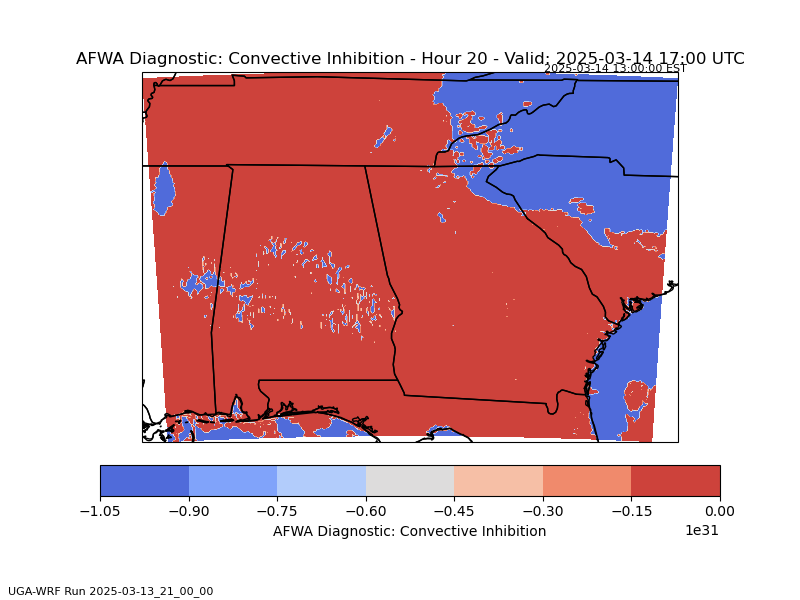 AFWA Diagnostic: Convective Inhibition - Hour 20 - Valid: 2025-03-14 17:00 UTC
2025-03-14 13:00:00 EST
−1.05 −0.90 −0.75 −0.60 −0.45 −0.30 −0.15 0.00
AFWA Diagnostic: Convective Inhibition 1e31
UGA-WRF Run 2025-03-13_21_00_00